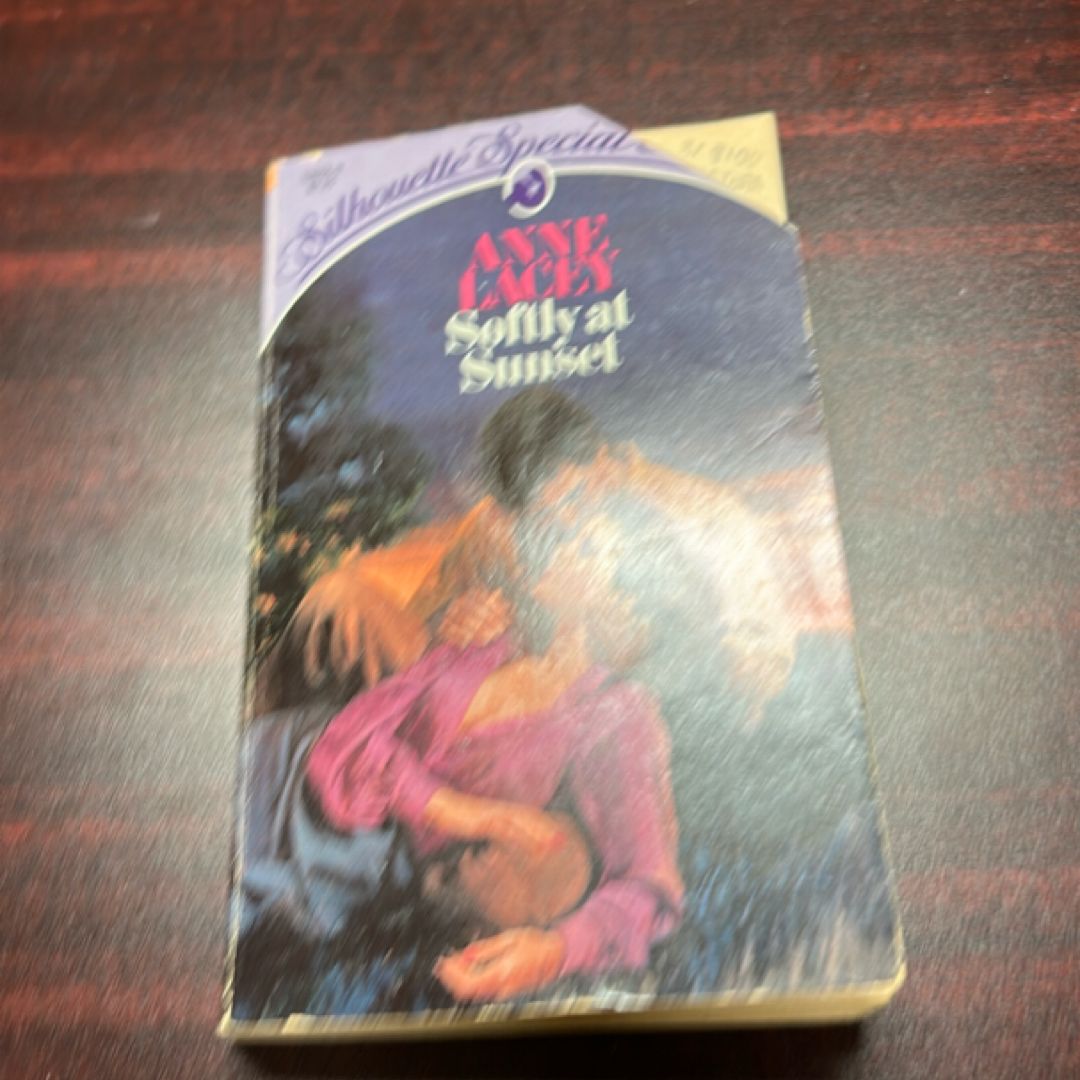 Silhouette Special
ANNE
LACEY
Softly at
Sunset